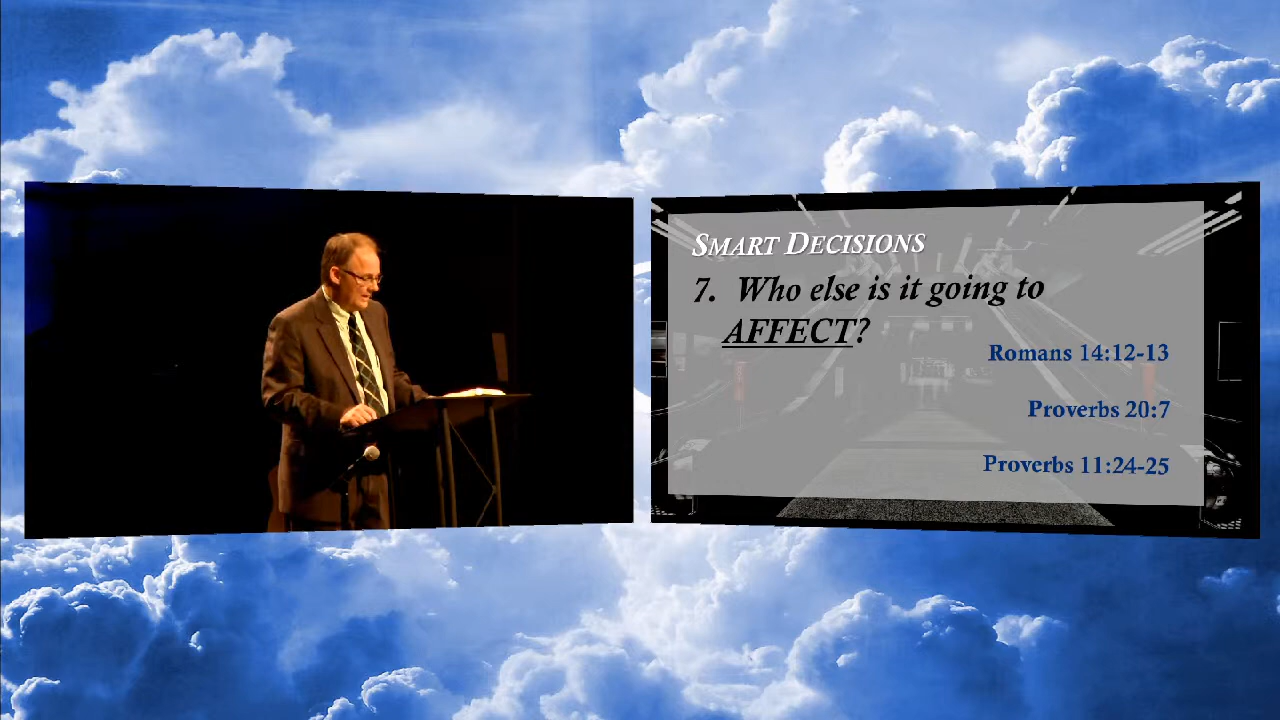 SMART DECISIONS
7. Who else is it going to
AFFECT?
Romans 14:12-13
Proverbs 20:7
Proverbs 11:24-25